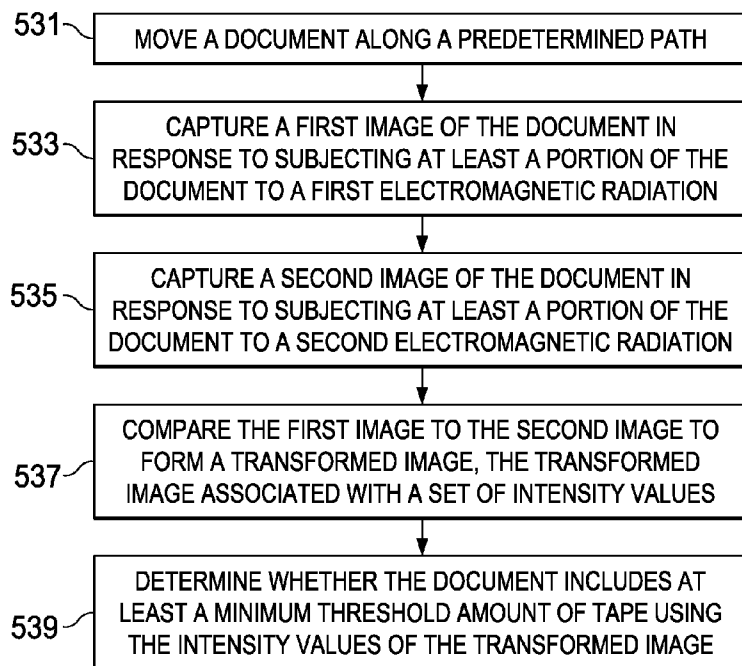 531
MOVE A DOCUMENT ALONG A PREDETERMINED PATH
533
CAPTURE A FIRST IMAGE OF THE DOCUMENT IN
RESPONSE TO SUBJECTING AT LEAST A PORTION OF THE
DOCUMENT TO A FIRST ELECTROMAGNETIC RADIATION
535
CAPTURE A SECOND IMAGE OF THE DOCUMENT IN
RESPONSE TO SUBJECTING AT LEAST A PORTION OF THE
DOCUMENT TO A SECOND ELECTROMAGNETIC RADIATION
537
COMPARE THE FIRST IMAGE TO THE SECOND IMAGE TO
FORM A TRANSFORMED IMAGE, THE TRANSFORMED
IMAGE ASSOCIATED WITH A SET OF INTENSITY VALUES
539
DETERMINE WHETHER THE DOCUMENT INCLUDES AT
LEAST A MINIMUM THRESHOLD AMOUNT OF TAPE USING
THE INTENSITY VALUES OF THE TRANSFORMED IMAGE